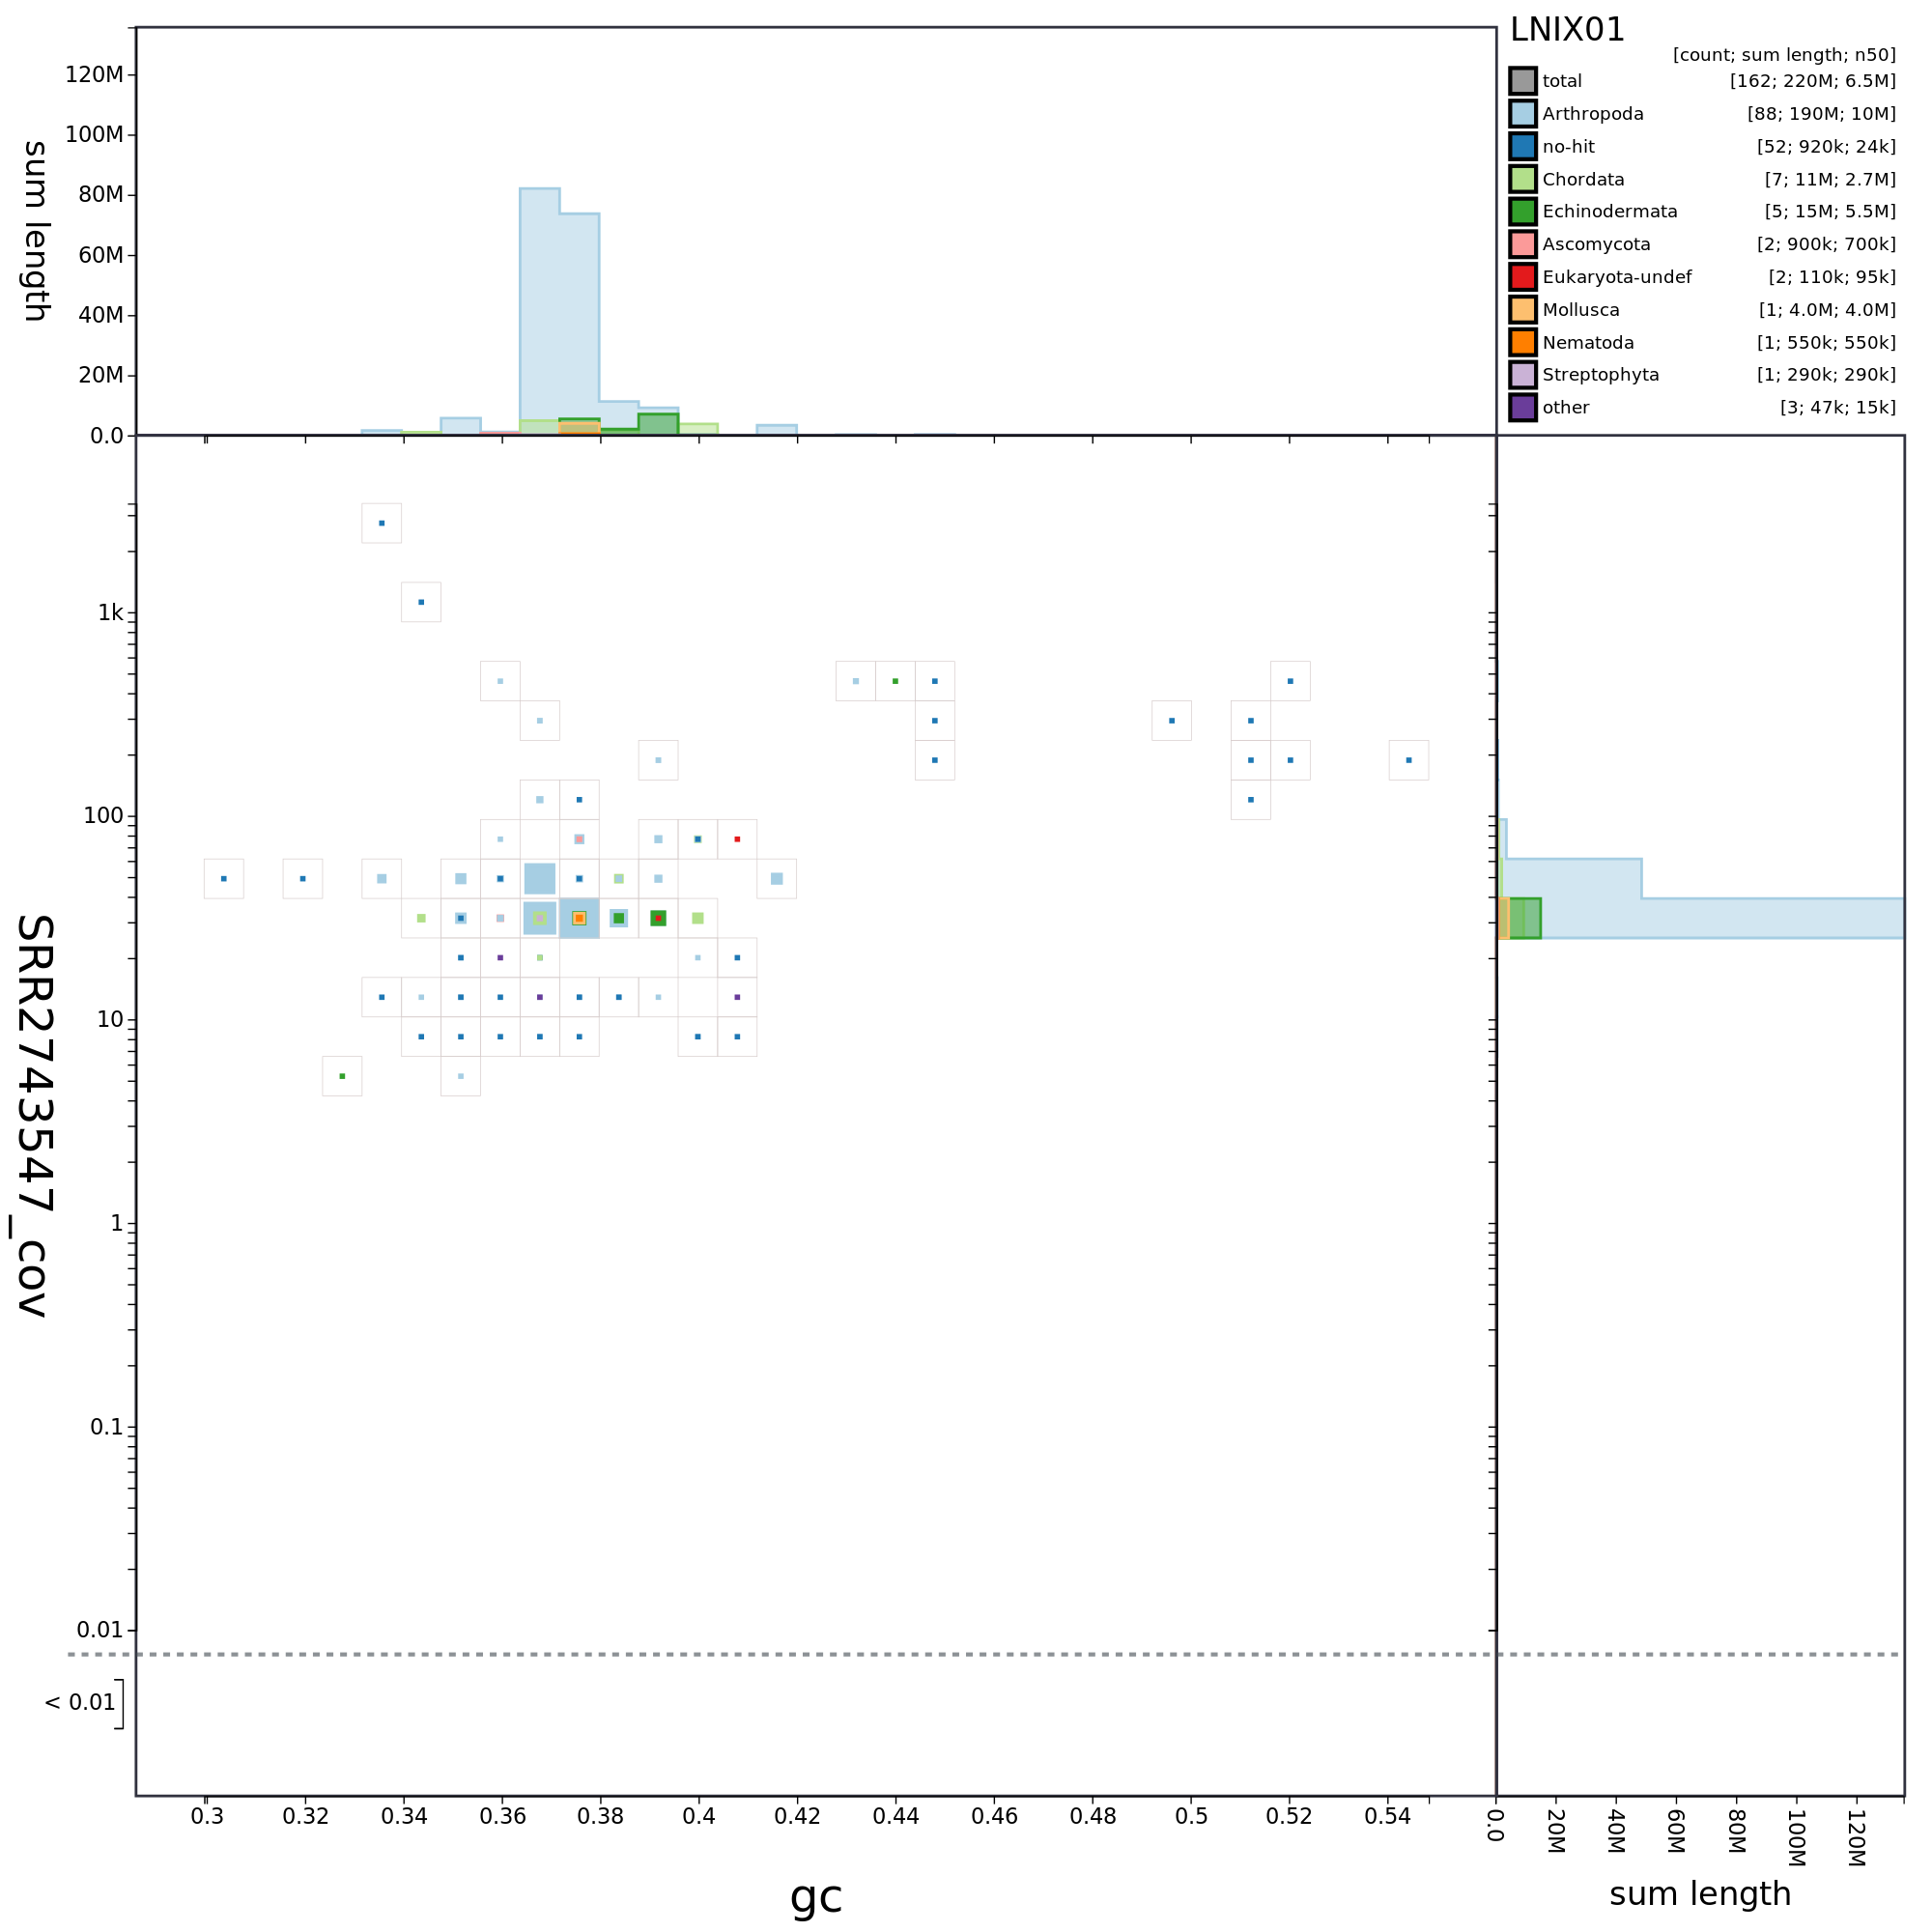 LNIX01
[count; sum length; n50]
total [162; 220M; 6.5M]
Arthropoda [88; 190M; 10M]
no-hit [52; 920k; 24k]
Chordata [7; 11M; 2.7M]
Echinodermata [5; 15M; 5.5M]
Ascomycota [2; 900k; 700k]
Eukaryota-undef [2; 110k; 95k]
Mollusca [1; 4.0M; 4.0M]
Nematoda [1; 550k; 550k]
Streptophyta [1; 290k; 290k]
other [3; 47k; 15k]
sum length
120M
100M
80M
60M
40M
20M
0.0
SRR2743547_cov
1k
100
10
1
0.1
0.01
< 0.01
0.3 0.32 0.34 0.36 0.38 0.4 0.42 0.44 0.46 0.48 0.5 0.52 0.54
gc
0.0 20M 40M 60M 80M 100M 120M
sum length